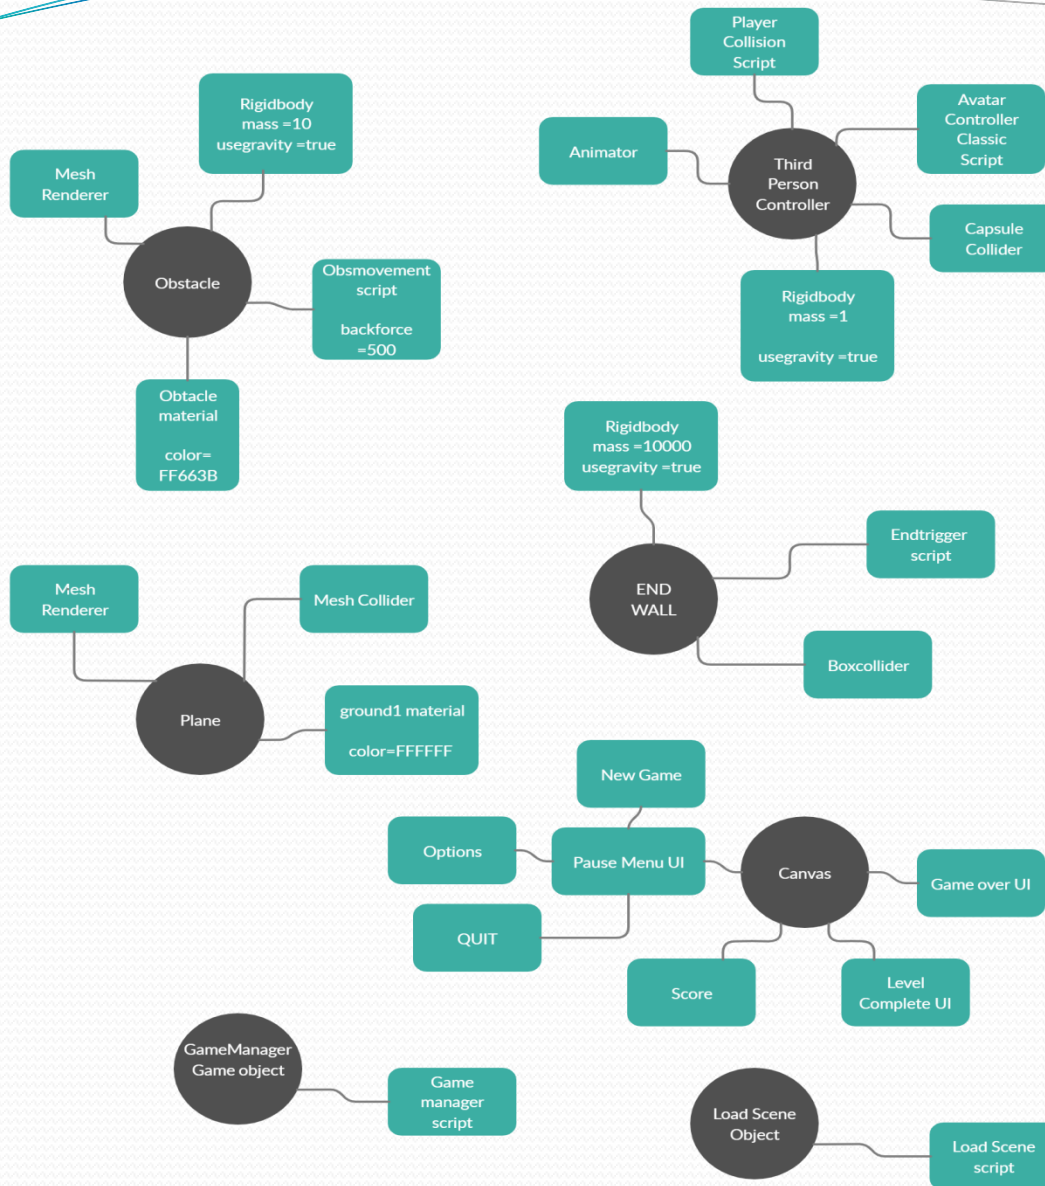 Player
Collision
Script
Rigidbody
mass =10
usegravity =true
Avatar
Controller
Classic
Script
Animator
Mesh
Renderer
Third
Person
Controller
Capsule
Collider
Obstacle
Obsmovement
script
backforce
=500
Rigidbody
mass =1
usegravity =true
Obtacle
material
color=
FF663B
Rigidbody
mass =10000
usegravity =true
Endtrigger
script
END
WALL
Mesh
Renderer
Mesh Collider
Boxcollider
Plane
ground1 material
color=FFFFFF
New Game
Options
Pause Menu UI
Canvas
Game over UI
QUIT
Score
Level
Complete UI
GameManager
Game object
Game
manager
script
Load Scene
Object
Load Scene
script